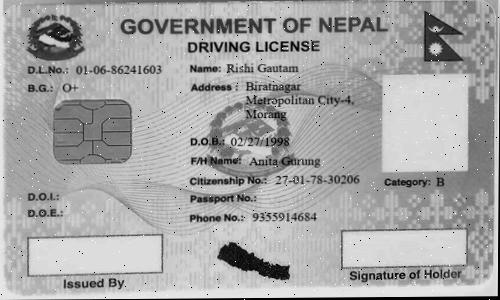 GOVERNMENT OF NEPAL
DRIVING LICENSE
D.L.No.: 01-06-86241603
B.G.: O+
Name: Rishi Gautam
Address : Biratnagar
Metropolitan City-4,
Morang
D.O.B.: 02/27/1998
F/H Name: Anita Gurung
Citizenship No.: 27-01-78-30206
Category: B
D.O.I.:
Passport No.:
D.O.E.:
Phone No.: 9355914684
Issued By.
Signature of Holder